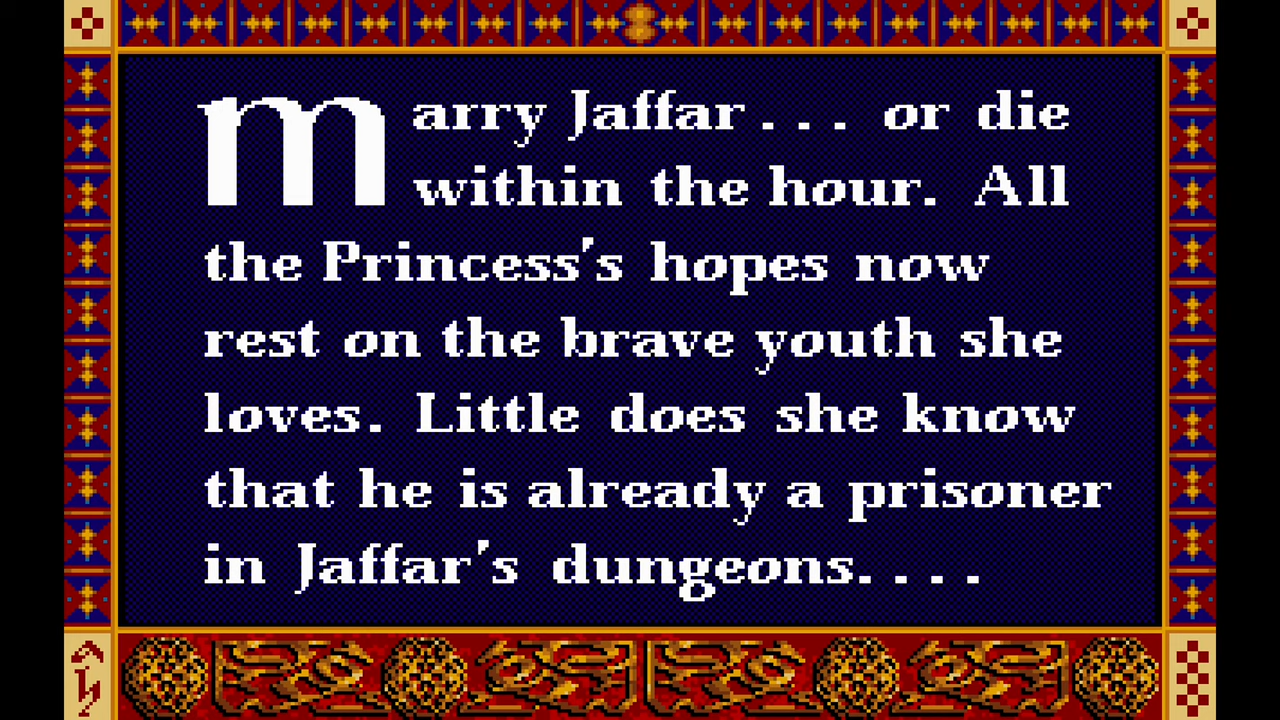 Marry Jaffar... or die
within the hour. All
the Princess's hopes now
rest on the brave youth she
loves. Little does she know
that he is already a prisoner
in Jaffar's dungeons....